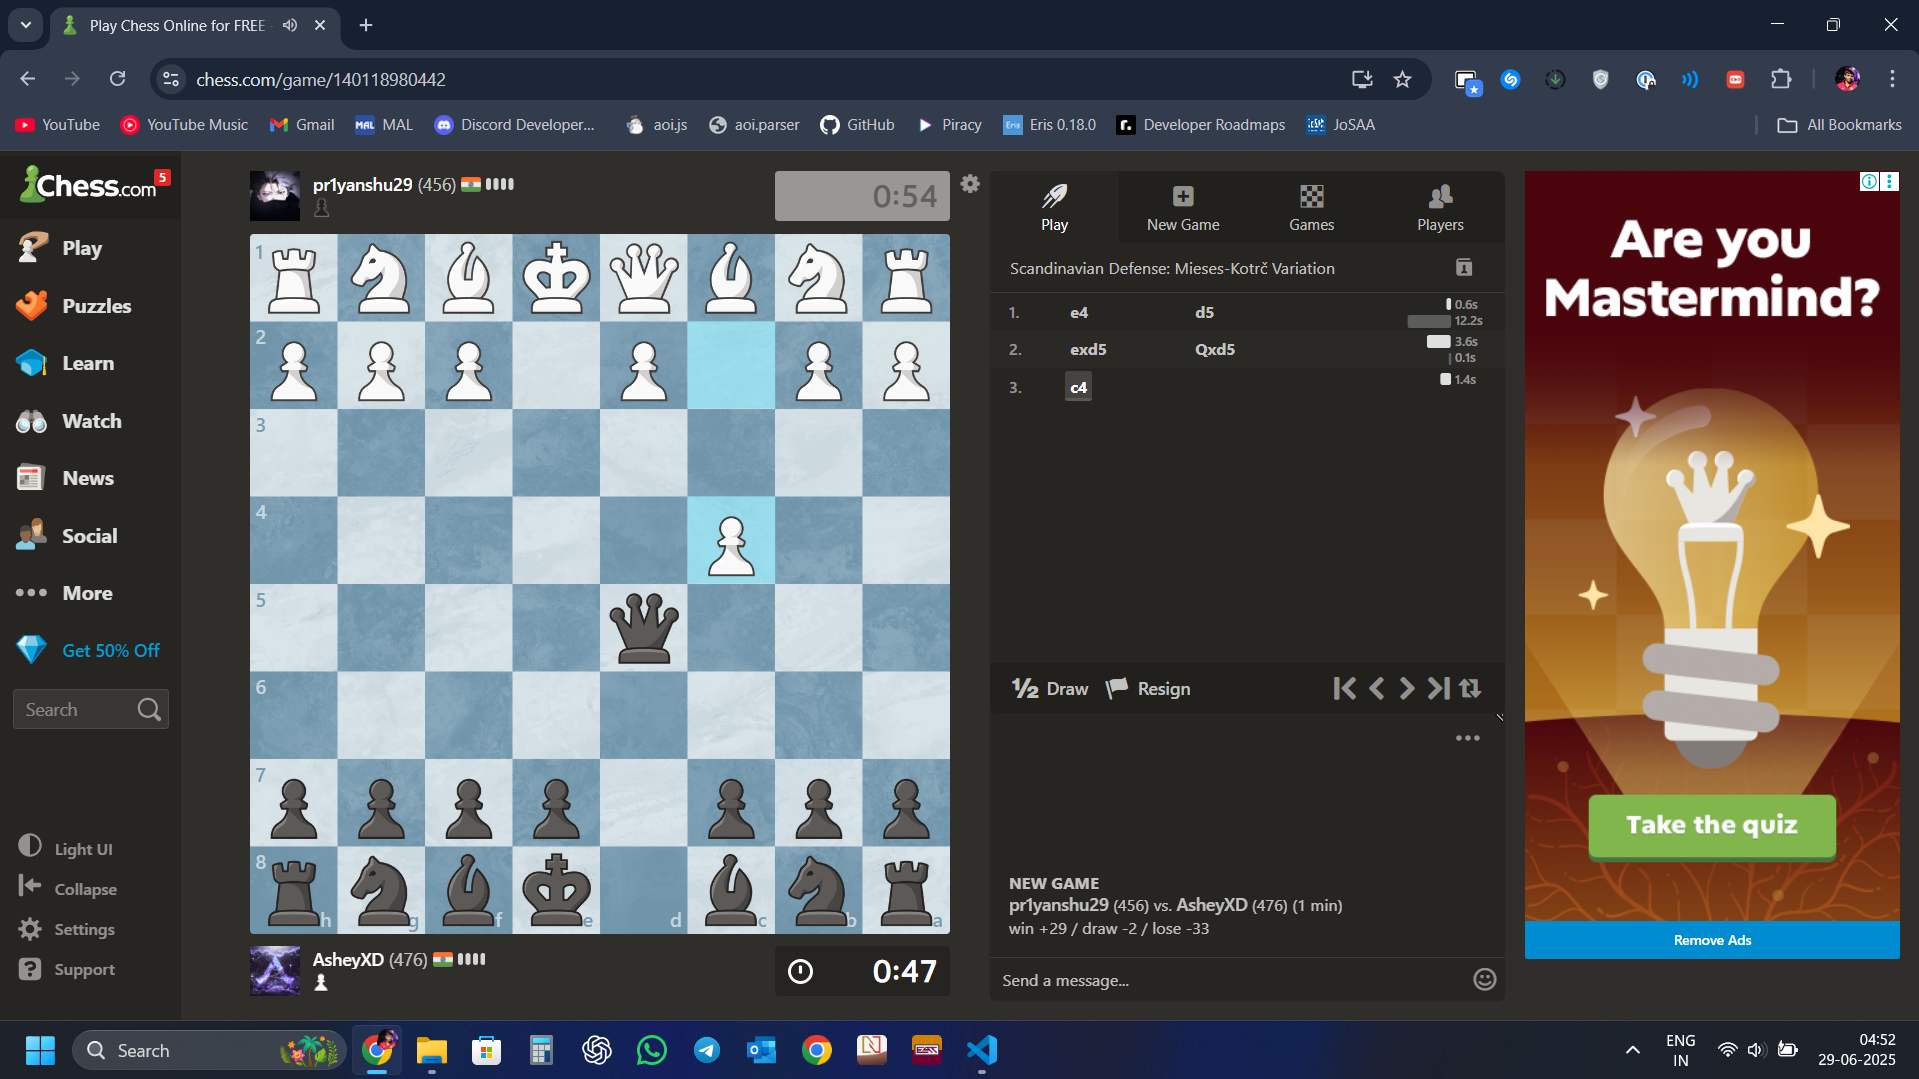 Play Chess Online for FREE
chess.com/game/140118980442
YouTube
YouTube Music
Gmail
MAL MAL
Discord Developer...
aoi.js
aoi.parser
GitHub
Piracy
Eris Eris 0.18.0
r. Developer Roadmaps
JoSAA
All Bookmarks
Chess.com 5
Play
Puzzles
Learn
Watch
News
Social
More
Get 50% Off
Search
Light UI
Collapse
Settings
Support
pr1yanshu29 (456)
0:54
1
2
3
4
5
6
7
8
h g f e d c b a
AsheyXD (476)
0:47
Play
New Game
Games
Players
Scandinavian Defense: Mieses-Kotrč Variation
1. e4 d5 0.6s
12.2s
2. exd5 Qxd5 3.6s
0.1s
3. c4 1.4s
½ Draw
Resign
NEW GAME
pr1yanshu29 (456) vs. AsheyXD (476) (1 min)
win +29 / draw -2 / lose -33
Send a message...
Are you
Mastermind?
Take the quiz
Remove Ads
Search
ENG
IN
04:52
29-06-2025